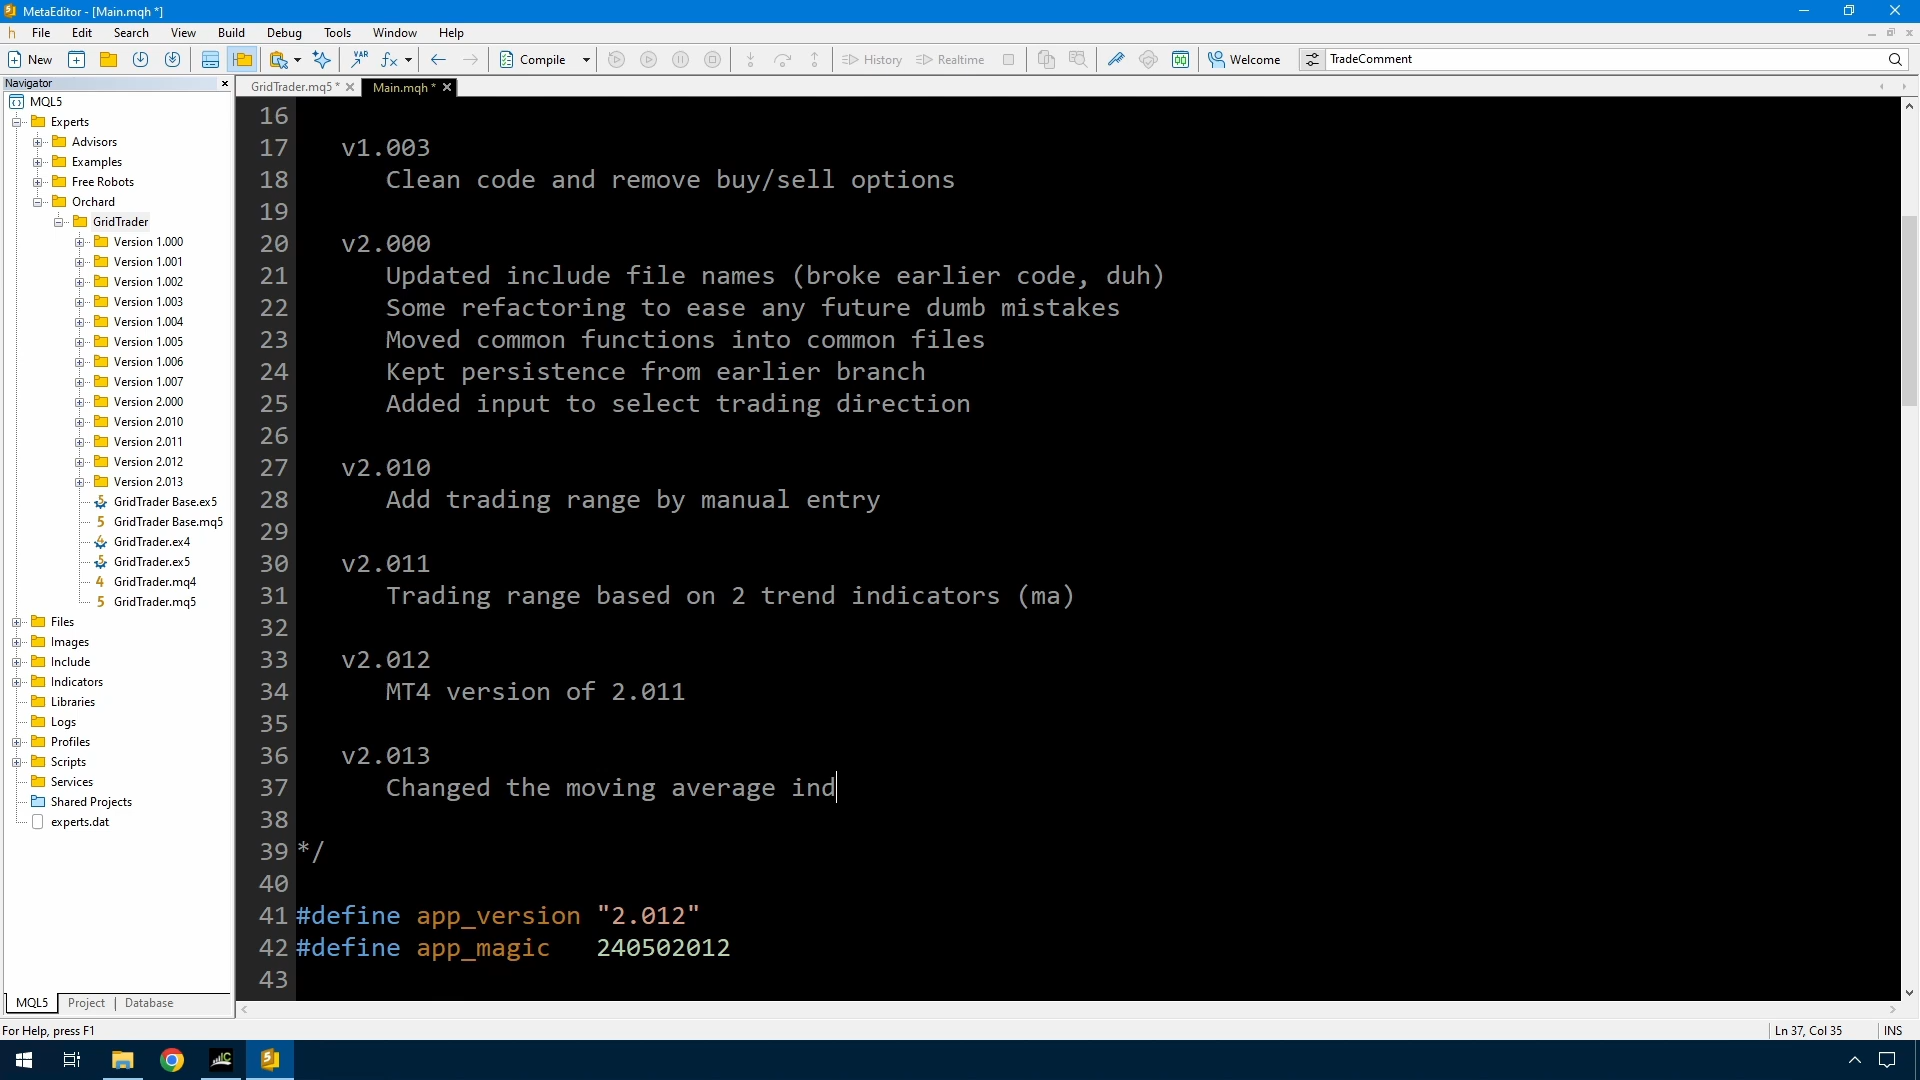 MetaEditor - [Main.mqh *]
File Edit Search View Build Debug Tools Window Help
New Compile History Realtime Welcome TradeComment
Navigator
GridTrader.mq5 * Main.mqh *
MQL5
Experts
Advisors
Examples
Free Robots
Orchard
GridTrader
Version 1.000
Version 1.001
Version 1.002
Version 1.003
Version 1.004
Version 1.005
Version 1.006
Version 1.007
Version 2.000
Version 2.010
Version 2.011
Version 2.012
Version 2.013
GridTrader Base.ex5
GridTrader Base.mq5
GridTrader.ex4
GridTrader.ex5
GridTrader.mq4
GridTrader.mq5
Files
Images
Include
Indicators
Libraries
Logs
Profiles
Scripts
Services
Shared Projects
experts.dat
MQL5 Project Database
16
17 v1.003
18 Clean code and remove buy/sell options
19
20 v2.000
21 Updated include file names (broke earlier code, duh)
22 Some refactoring to ease any future dumb mistakes
23 Moved common functions into common files
24 Kept persistence from earlier branch
25 Added input to select trading direction
26
27 v2.010
28 Add trading range by manual entry
29
30 v2.011
31 Trading range based on 2 trend indicators (ma)
32
33 v2.012
34 MT4 version of 2.011
35
36 v2.013
37 Changed the moving average ind
38
39 */
40
41 #define app_version "2.012"
42 #define app_magic 240502012
43
For Help, press F1
Ln 37, Col 35 INS